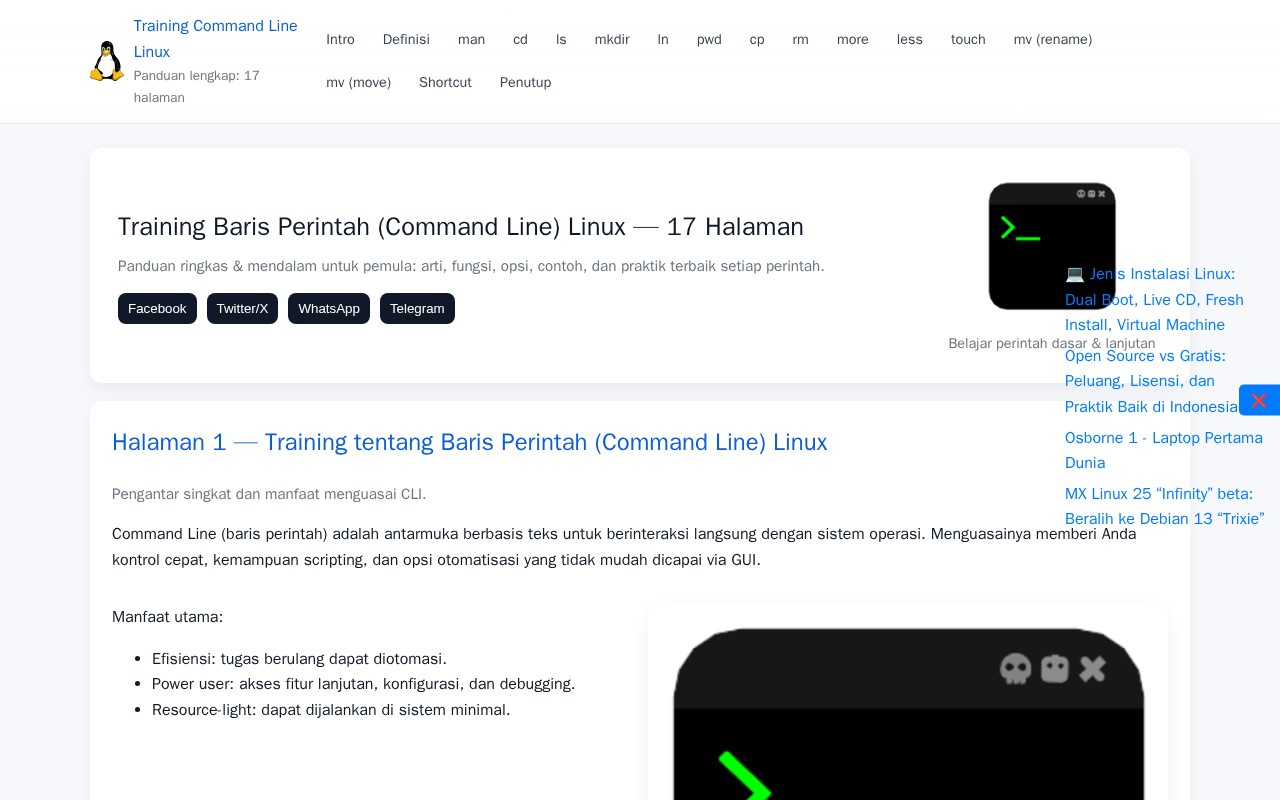 Training Command Line
Linux
Panduan lengkap: 17
halaman
Intro Definisi man cd ls mkdir ln pwd cp rm more less touch mv (rename)
mv (move) Shortcut Penutup
Training Baris Perintah (Command Line) Linux — 17 Halaman
Panduan ringkas & mendalam untuk pemula: arti, fungsi, opsi, contoh, dan praktik terbaik setiap perintah.
Facebook Twitter/X WhatsApp Telegram
Belajar perintah dasar & lanjutan
💻 Jenis Instalasi Linux:
Dual Boot, Live CD, Fresh
Install, Virtual Machine
Open Source vs Gratis:
Peluang, Lisensi, dan
Praktik Baik di Indonesia
Osborne 1 - Laptop Pertama
Dunia
MX Linux 25 “Infinity” beta:
Beralih ke Debian 13 “Trixie”
Halaman 1 — Training tentang Baris Perintah (Command Line) Linux
Pengantar singkat dan manfaat menguasai CLI.
Command Line (baris perintah) adalah antarmuka berbasis teks untuk berinteraksi langsung dengan sistem operasi. Menguasainya memberi Anda
kontrol cepat, kemampuan scripting, dan opsi otomatisasi yang tidak mudah dicapai via GUI.
Manfaat utama:
• Efisiensi: tugas berulang dapat diotomasi.
• Power user: akses fitur lanjutan, konfigurasi, dan debugging.
• Resource-light: dapat dijalankan di sistem minimal.